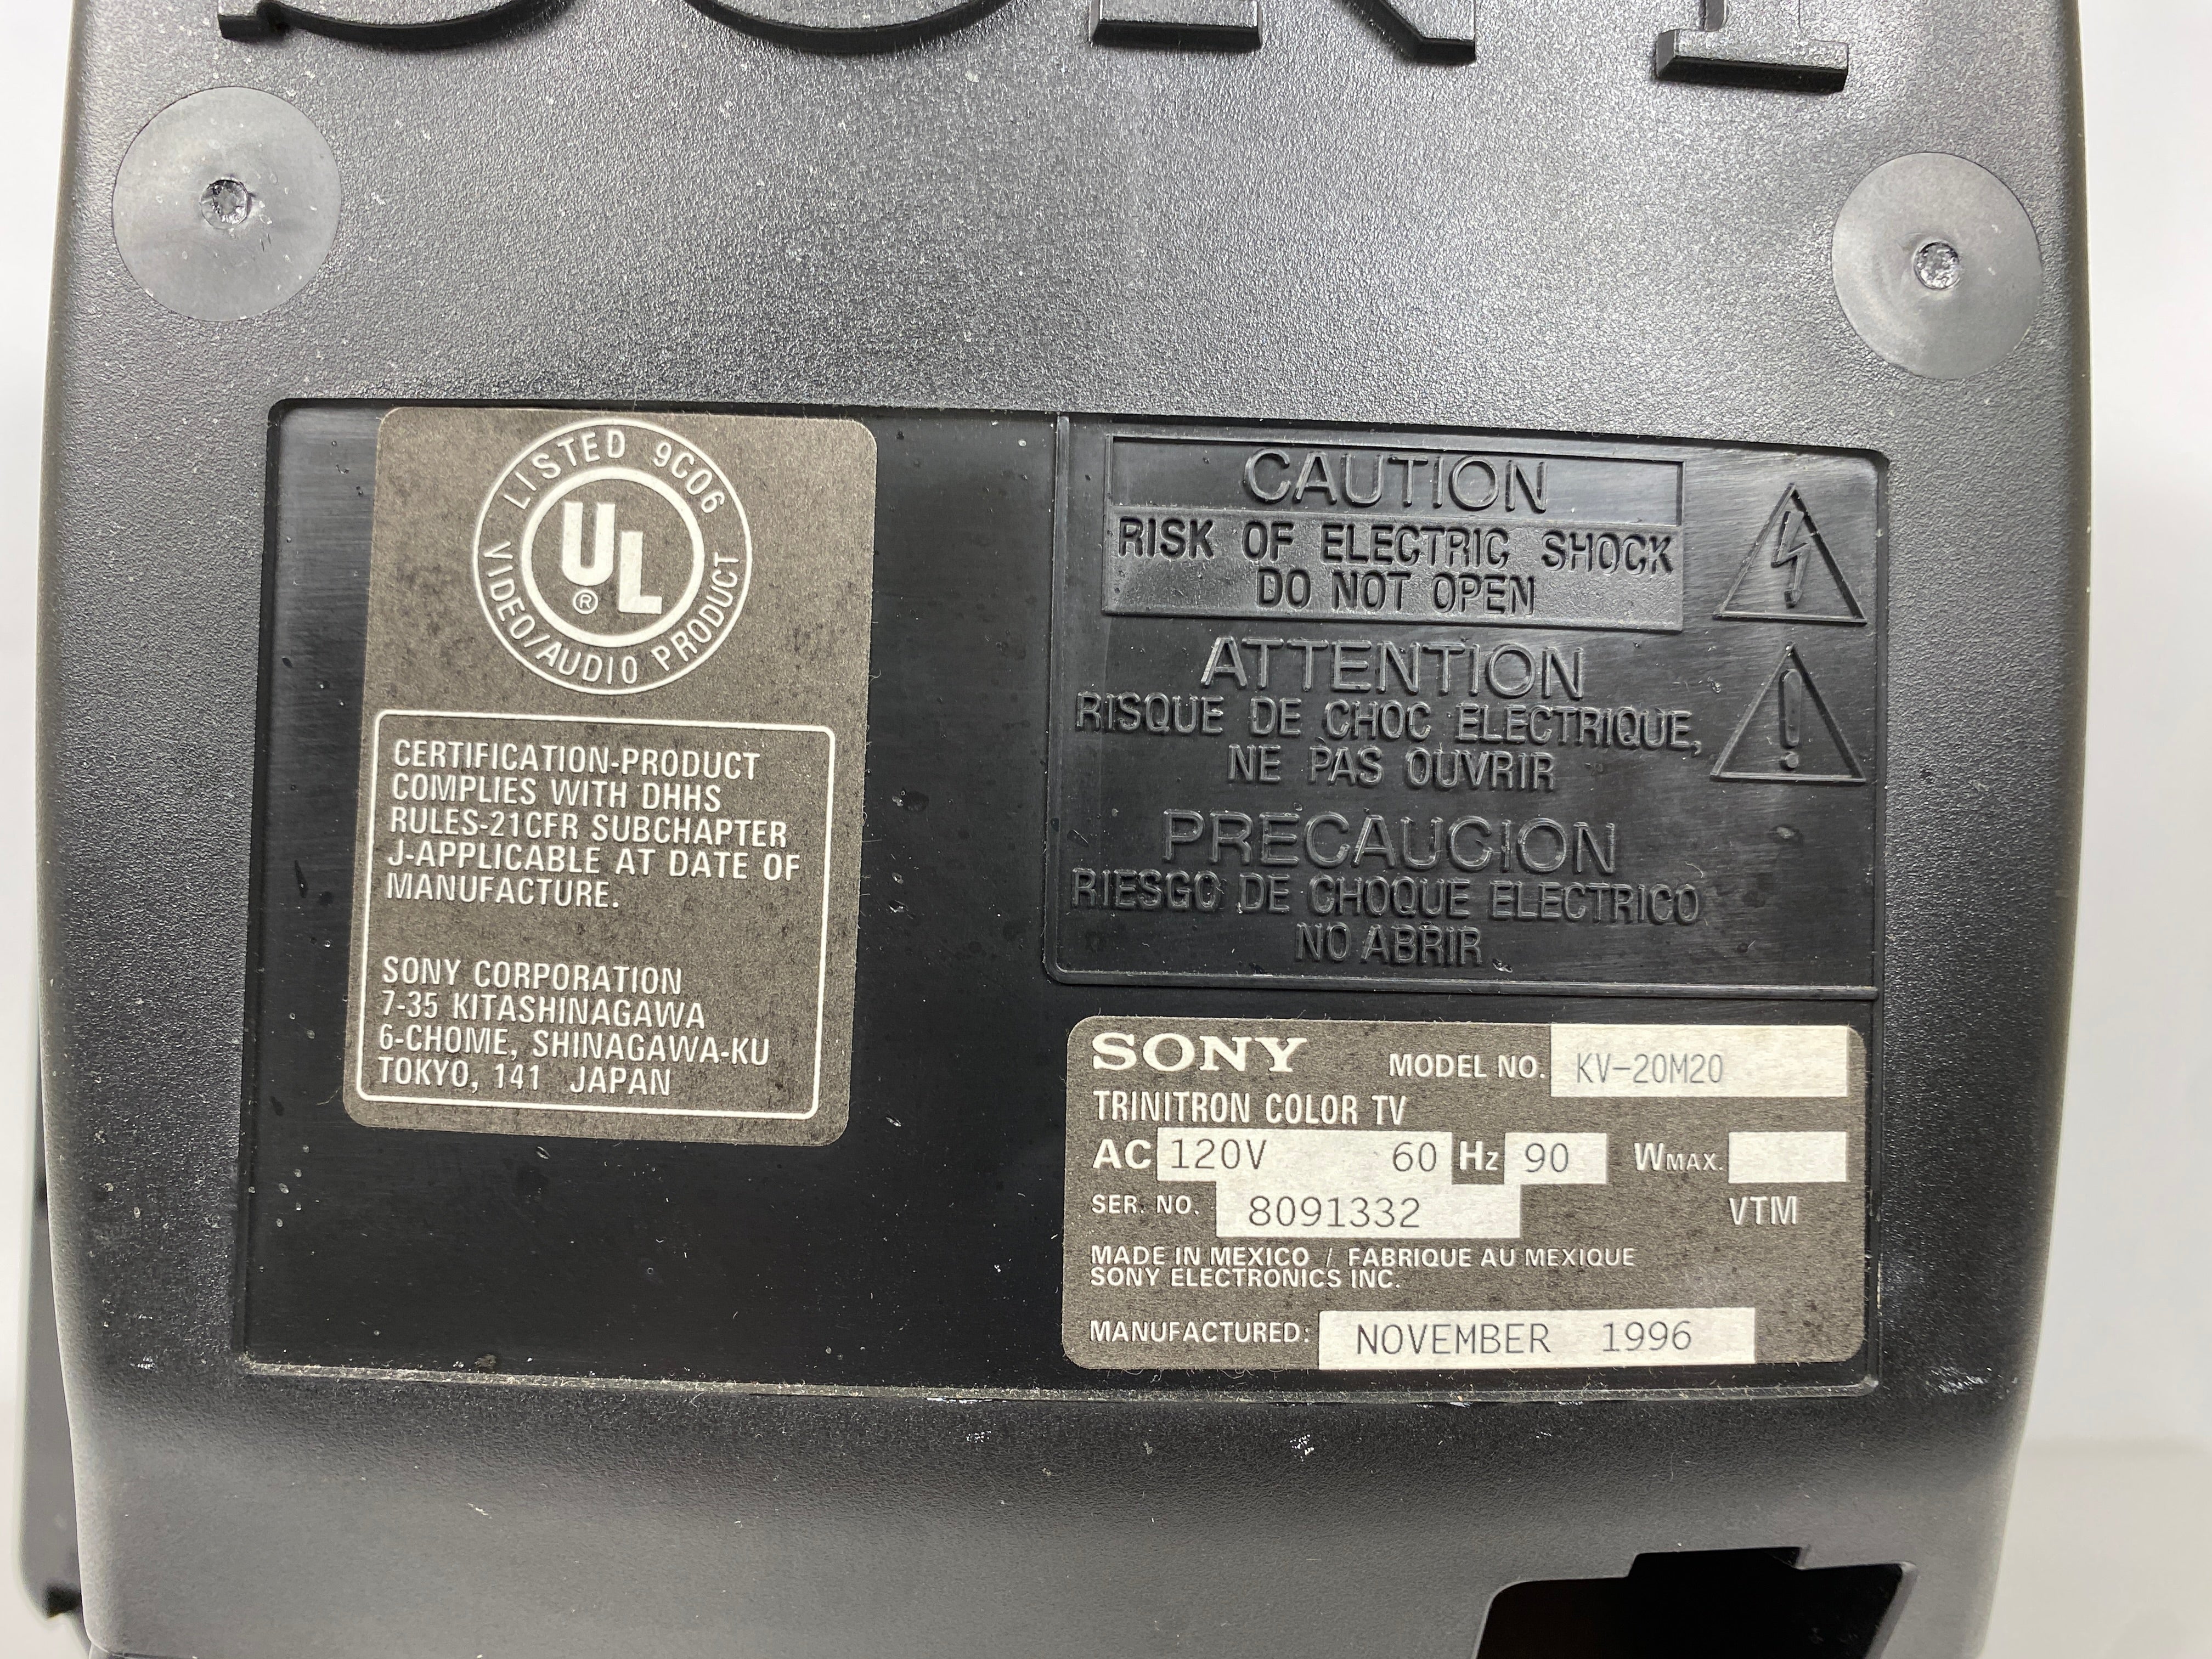 SONY
LISTED 9C06
UL
®
VIDEO/AUDIO PRODUCT
CERTIFICATION-PRODUCT
COMPLIES WITH DHHS
RULES-21CFR SUBCHAPTER
J-APPLICABLE AT DATE OF
MANUFACTURE.
SONY CORPORATION
7-35 KITASHINAGAWA
6-CHOME, SHINAGAWA-KU
TOKYO, 141 JAPAN
CAUTION
RISK OF ELECTRIC SHOCK
DO NOT OPEN
ATTENTION
RISQUE DE CHOC ELECTRIQUE,
NE PAS OUVRIR
PRECAUCION
RIESGO DE CHOQUE ELECTRICO
NO ABRIR
SONY MODEL NO. KV-20M20
TRINITRON COLOR TV
AC 120V 60 Hz 90 WMAX.
SER. NO. 8091332 VTM
MADE IN MEXICO / FABRIQUE AU MEXIQUE
SONY ELECTRONICS INC.
MANUFACTURED: NOVEMBER 1996